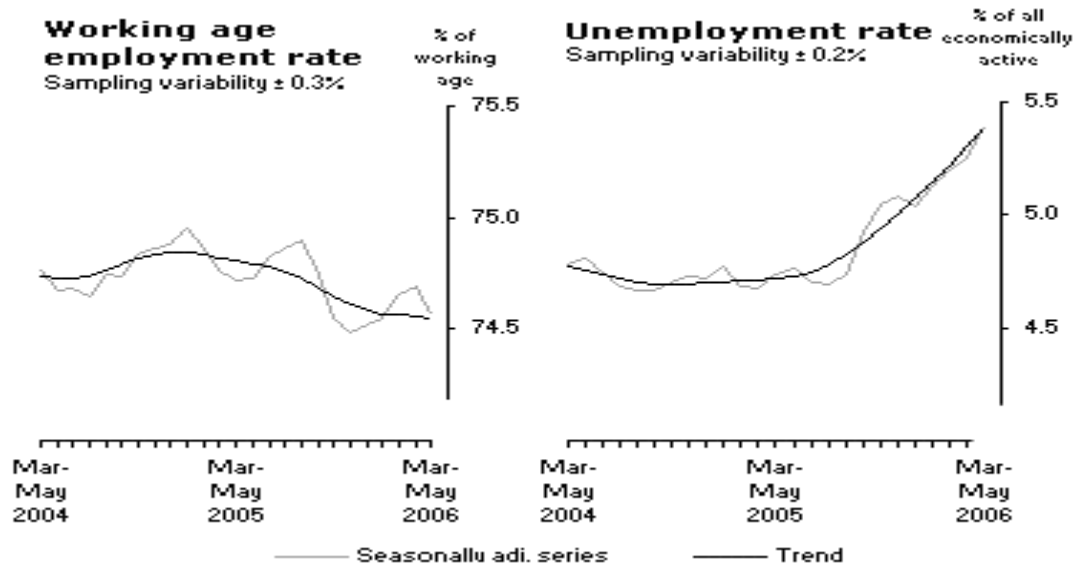 Working age
employment rate
Sampling variability ± 0.3%
% of
working
age
75.5
75.0
74.5
Mar-
May
2004
Mar-
May
2005
Mar-
May
2006
Unemployment rate
Sampling variability ± 0.2%
% of all
economically
active
5.5
5.0
4.5
Mar-
May
2004
Mar-
May
2005
Mar-
May
2006
Seasonally adj. series
Trend